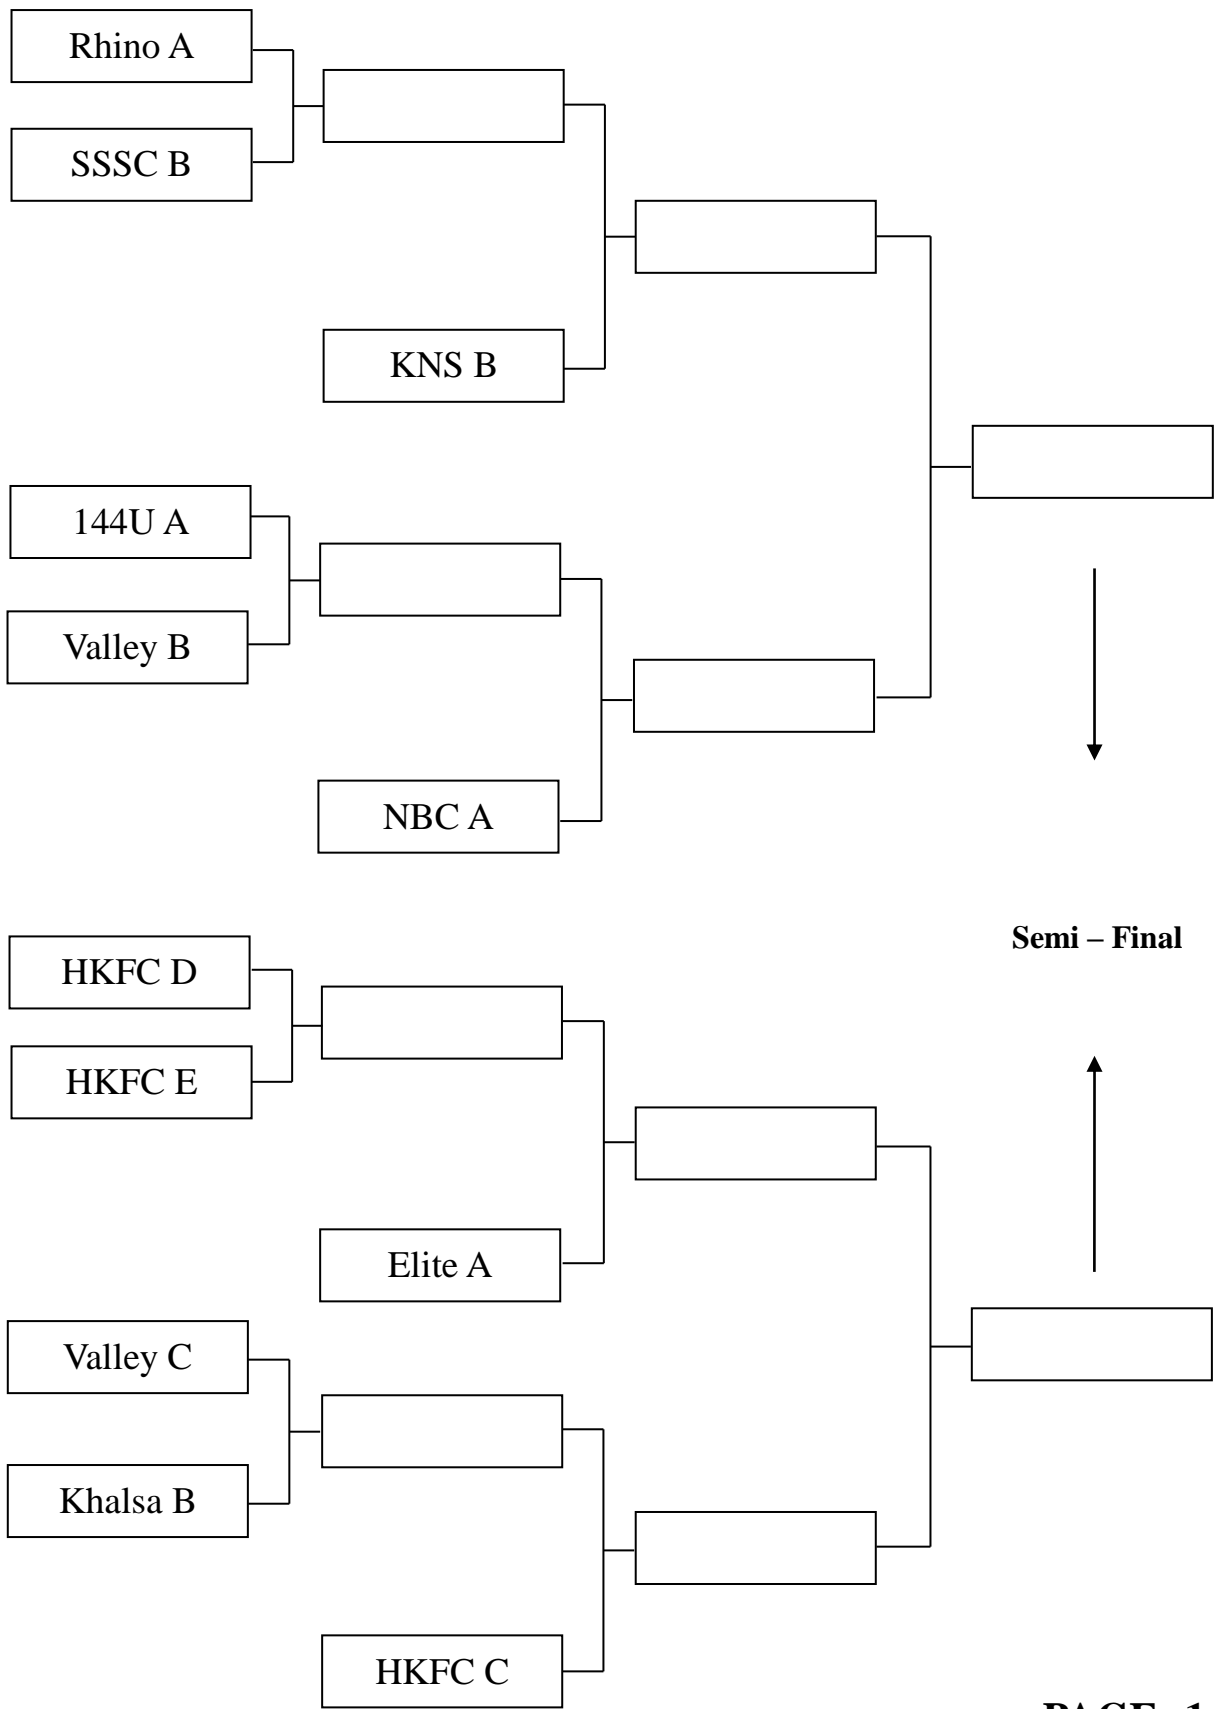 Rhino A
SSSC B
KNS B
144U A
Valley B
NBC A
Semi – Final
HKFC D
HKFC E
Elite A
Valley C
Khalsa B
HKFC C